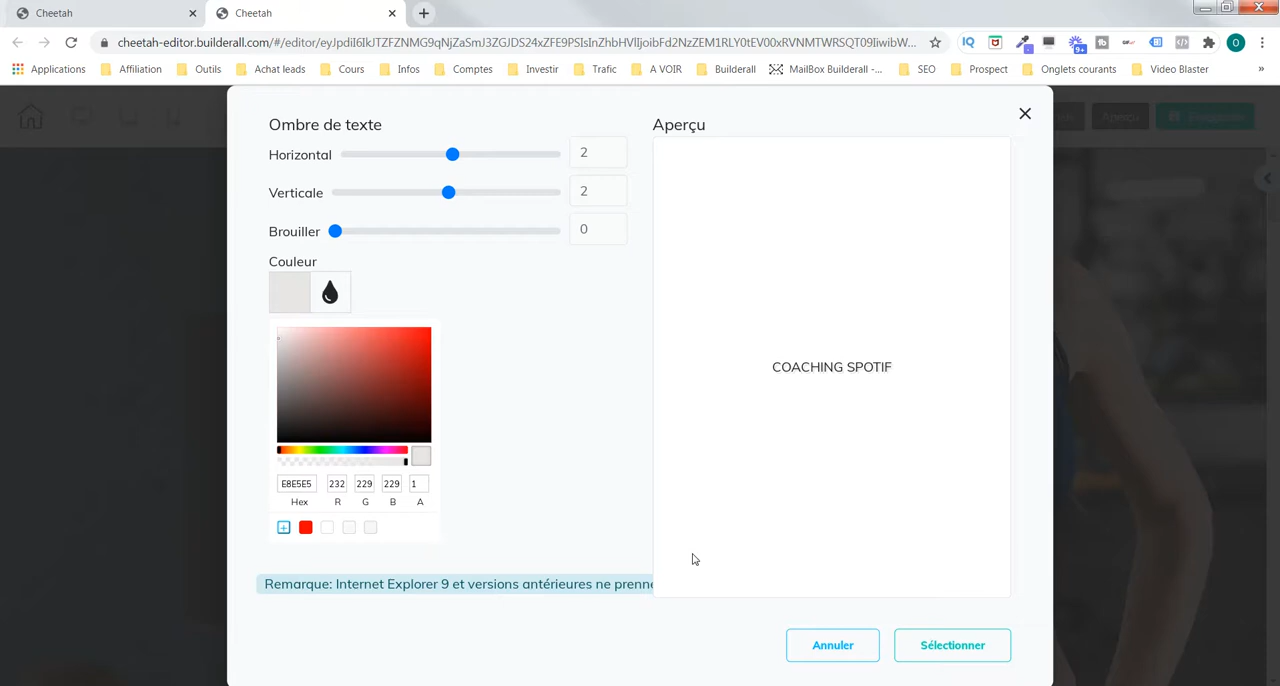 Cheetah
Cheetah
cheetah-editor.builderall.com/#/editor/
Applications
Affiliation
Outils
Achat leads
Cours
Infos
Comptes
Investir
Trafic
A VOIR
Builderall
MailBox Builderall -...
SEO
Prospect
Onglets courants
Video Blaster
»
Aperçu
Ombre de texte
Aperçu
Horizontal
2
Verticale
2
Brouiller
0
Couleur
COACHING SPOTIF
E8E5E5
232
229
229
1
Hex
R
G
B
A
Remarque: Internet Explorer 9 et versions antérieures ne prenne
Annuler
Sélectionner